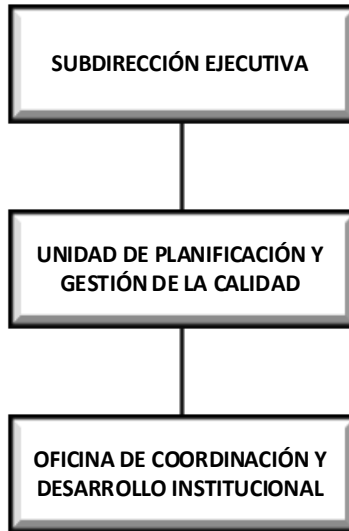 SUBDIRECCIÓN EJECUTIVA
UNIDAD DE PLANIFICACIÓN Y
GESTIÓN DE LA CALIDAD
OFICINA DE COORDINACIÓN Y
DESARROLLO INSTITUCIONAL